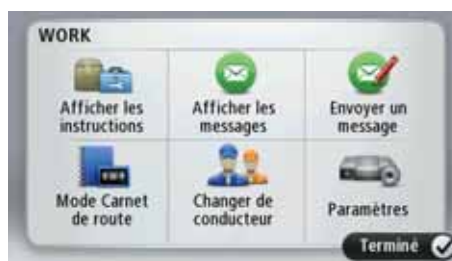 WORK
Afficher les
instructions
Afficher les
messages
Envoyer un
message
Mode Carnet
de route
Changer de
conducteur
Paramètres
Terminé